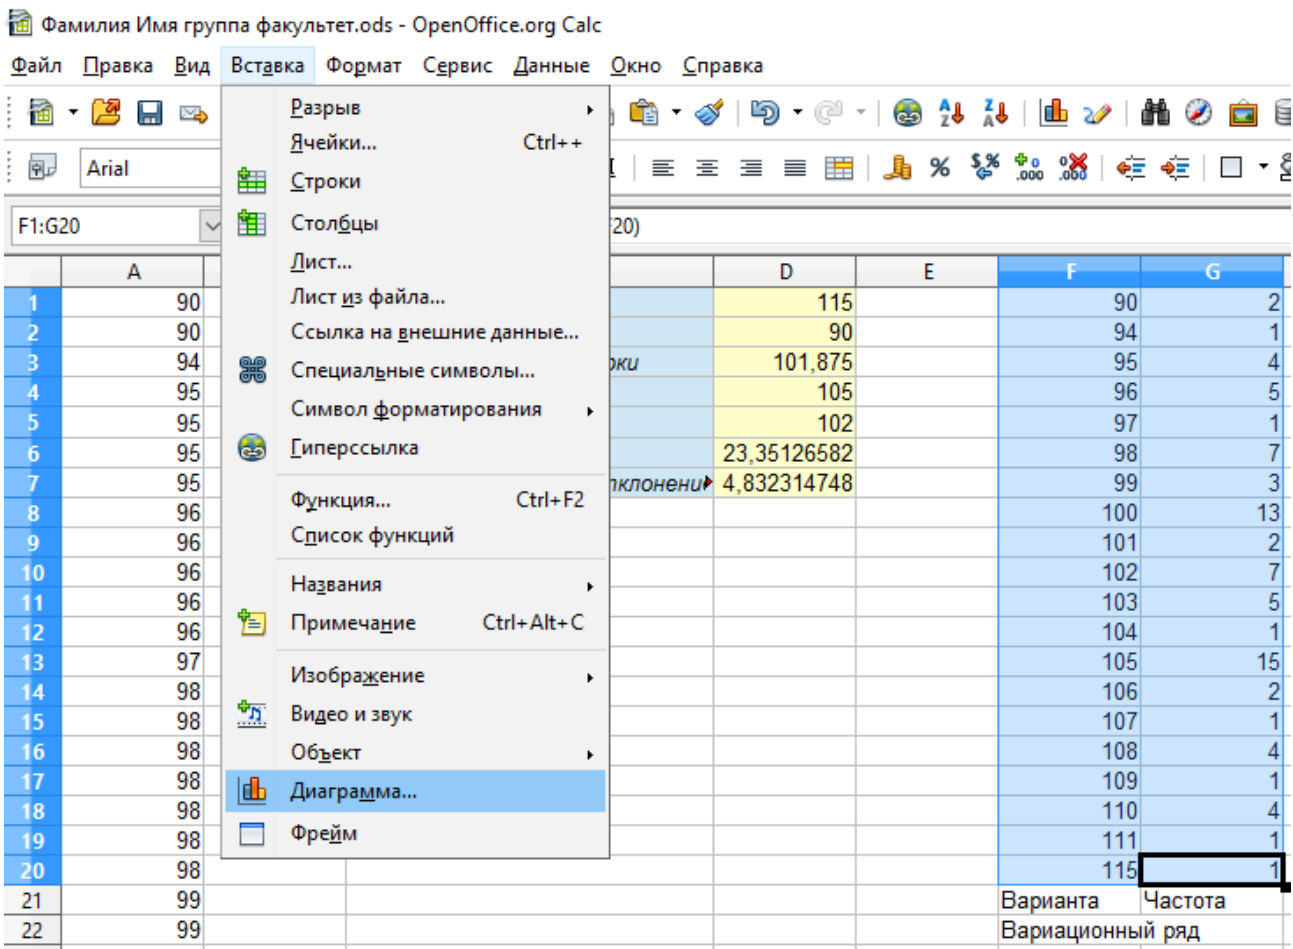 Фамилия Имя группа факультет.ods - OpenOffice.org Calc
Файл Правка Вид Вставка Формат Сервис Данные Окно Справка
Разрыв
Ячейки... Ctrl++
Arial
Строки
F1:G20
Столбцы
F20)
Лист...
Лист из файла...
Ссылка на внешние данные...
Специальные символы...
Символ форматирования
Гиперссылка
Функция... Ctrl+F2
Список функций
Названия
Примечание Ctrl+Alt+C
Изображение
Видео и звук
Объект
Диаграмма...
Фрейм
A D E F G
1 90 115 90 2
2 90 90 94 1
3 94 рки 101,875 95 4
4 95 105 96 5
5 95 102 97 1
6 95 23,35126582 98 7
7 95 тклонени 4,832314748 99 3
8 96 100 13
9 96 101 2
10 96 102 7
11 96 103 5
12 96 104 1
13 97 105 15
14 98 106 2
15 98 107 1
16 98 108 4
17 98 109 1
18 98 110 4
19 98 111 1
20 98 115 1
21 99 Варианта Частота
22 99 Вариационный ряд